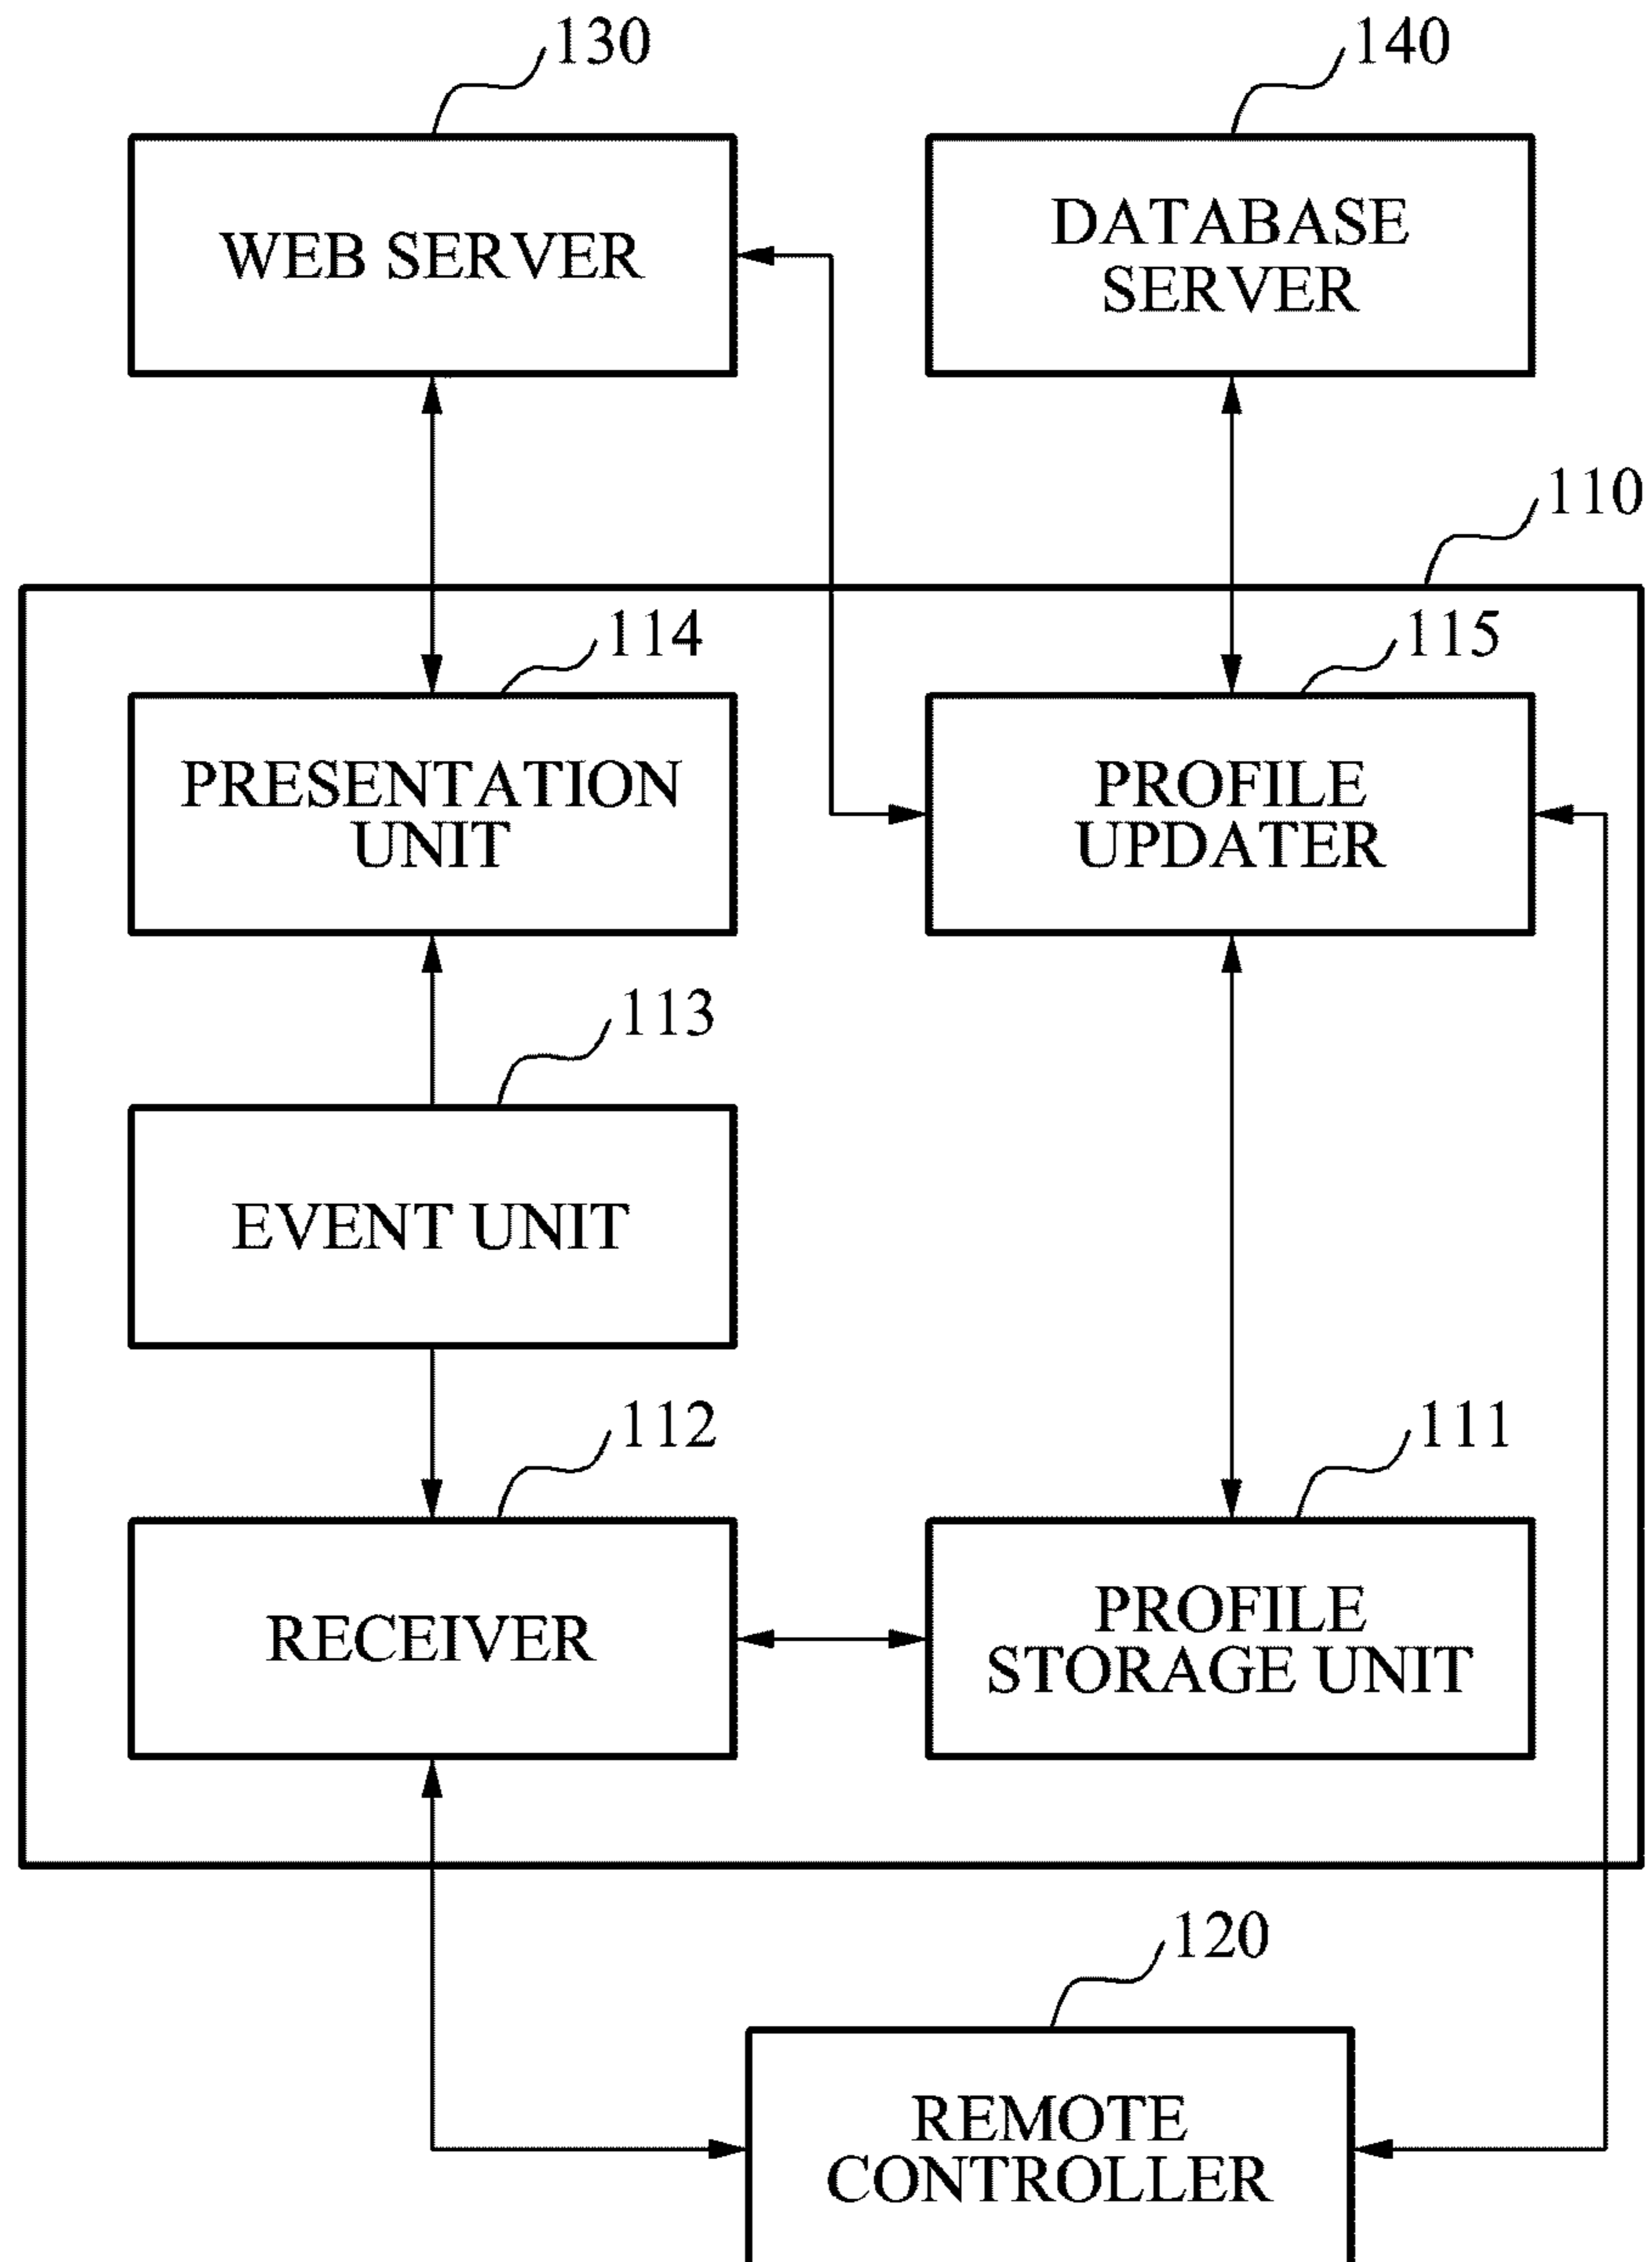 130
140
WEB SERVER
DATABASE
SERVER
110
114
115
PRESENTATION
UNIT
PROFILE
UPDATER
113
EVENT UNIT
112
111
RECEIVER
PROFILE
STORAGE UNIT
120
REMOTE
CONTROLLER